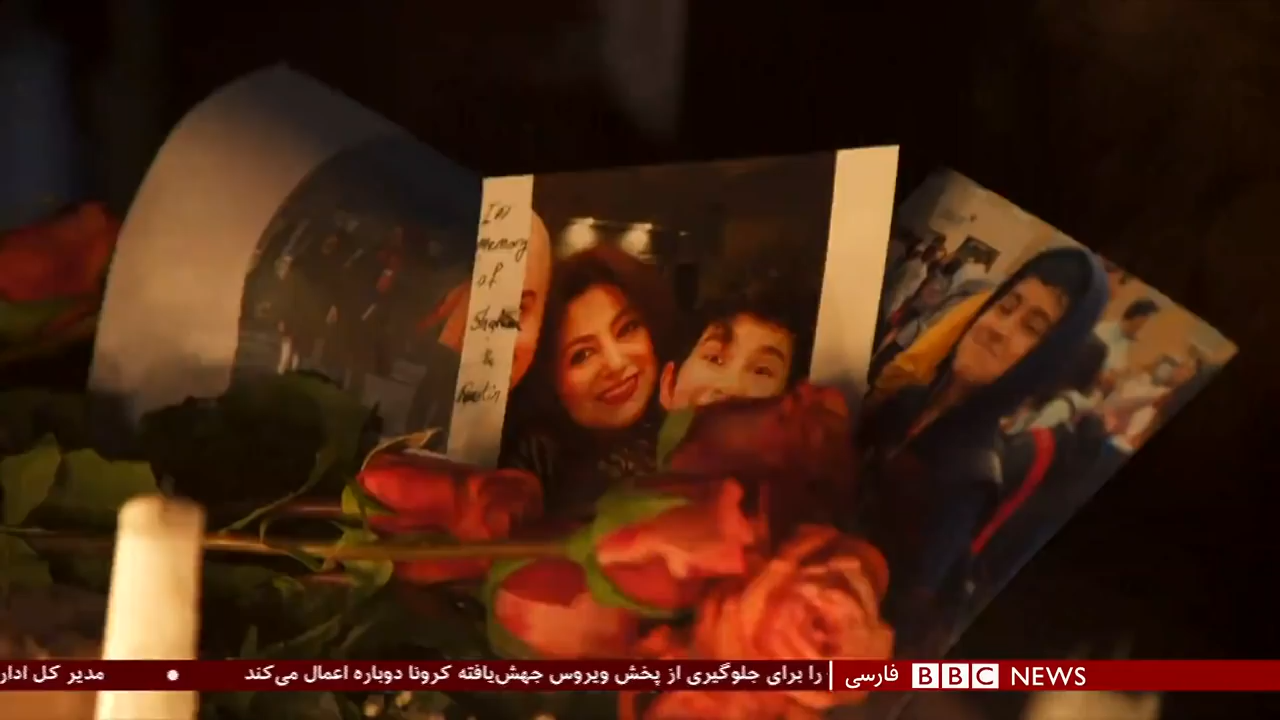 In
Memory
of
&
را برای جلوگیری از پخش ویروس جهش‌یافته کرونا دوباره اعمال می‌کند
مدیر کل ادار
BBC NEWS فارسی